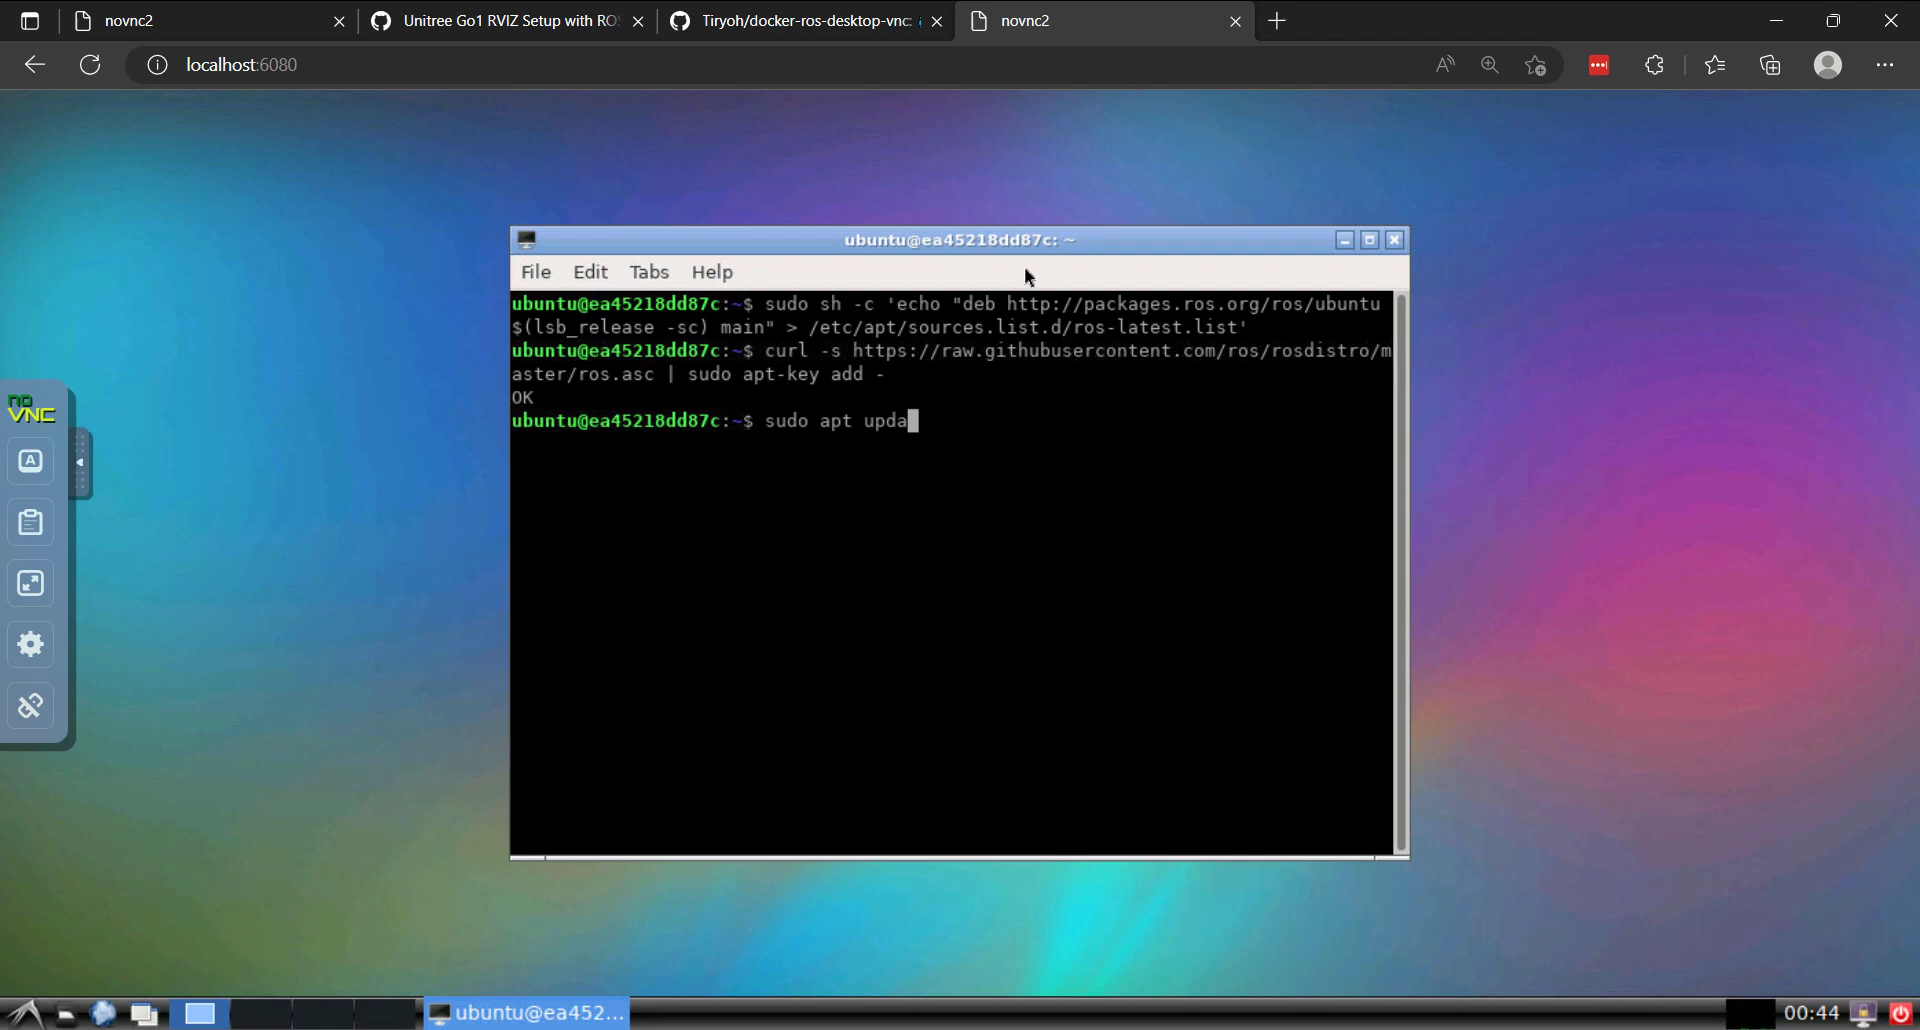 novnc2
Unitree Go1 RVIZ Setup with RO
Tiryoh/docker-ros-desktop-vnc:
novnc2
localhost:6080
ubuntu@ea45218dd87c: ~
File Edit Tabs Help
ubuntu@ea45218dd87c:~$ sudo sh -c 'echo "deb http://packages.ros.org/ros/ubuntu
$(lsb_release -sc) main" > /etc/apt/sources.list.d/ros-latest.list'
ubuntu@ea45218dd87c:~$ curl -s https://raw.githubusercontent.com/ros/rosdistro/m
aster/ros.asc | sudo apt-key add -
OK
ubuntu@ea45218dd87c:~$ sudo apt upda
no
VNC
A
ubuntu@ea452...
00:44